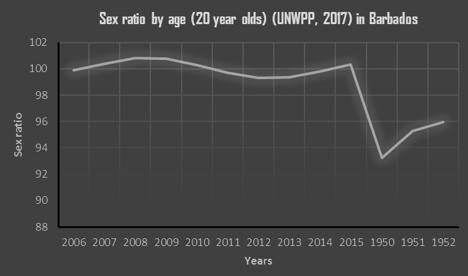 Sex ratio by age (20 year olds) (UNWPP, 2017) in Barbados
102
100
98
96
94
92
90
88
Sex ratio
2006 2007 2008 2009 2010 2011 2012 2013 2014 2015 1950 1951 1952
Years